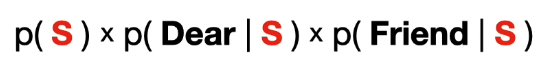 p( S ) x p( Dear | S ) x p( Friend | S )